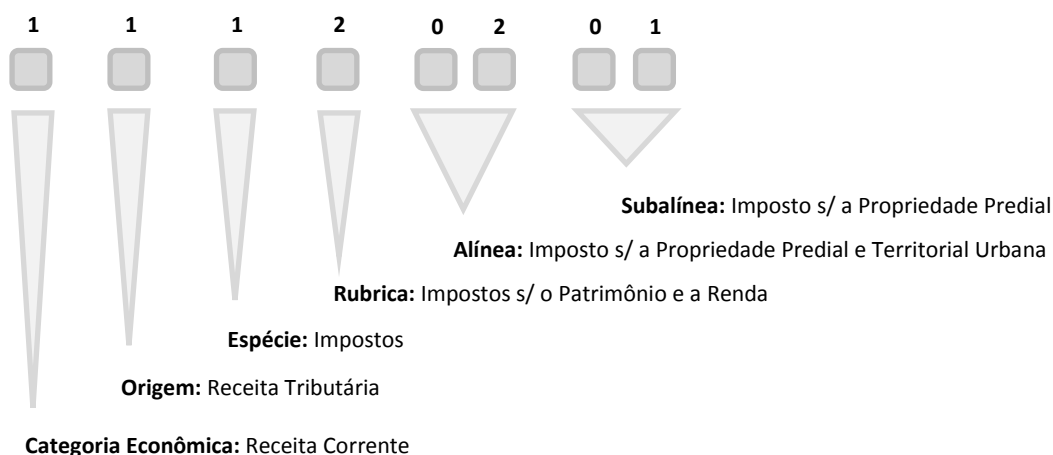 1 1 1 2 0 2 0 1
Subalínea: Imposto s/ a Propriedade Predial
Alínea: Imposto s/ a Propriedade Predial e Territorial Urbana
Rubrica: Impostos s/ o Patrimônio e a Renda
Espécie: Impostos
Origem: Receita Tributária
Categoria Econômica: Receita Corrente